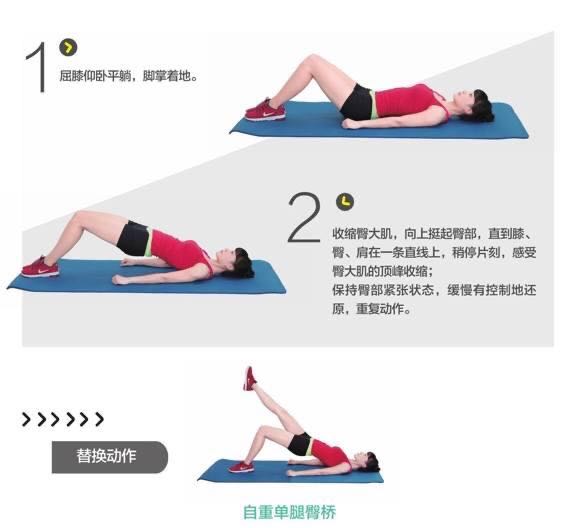 1
屈膝仰卧平躺，脚掌着地。
2
收缩臀大肌，向上挺起臀部，直到膝、
臀、肩在一条直线上，稍停片刻，感受
臀大肌的顶峰收缩；
保持臀部紧张状态，缓慢有控制地还
原，重复动作。
替换动作
自重单腿臀桥